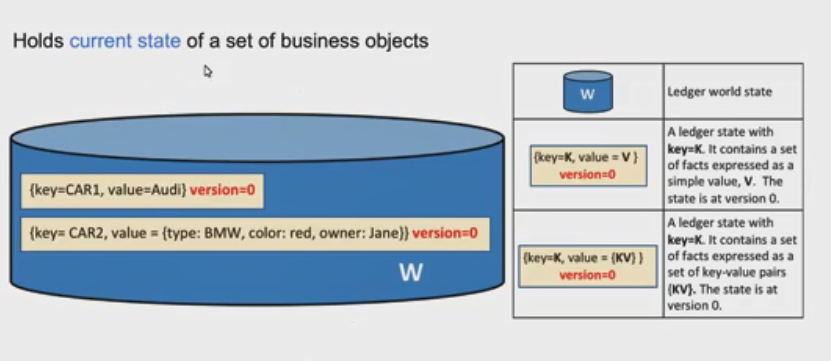 Holds current state of a set of business objects
{key=CAR1, value=Audi} version=0
{key= CAR2, value = {type: BMW, color: red, owner: Jane}} version=0
W
W
Ledger world state
{key=K, value = V }
version=0
A ledger state with
key=K. It contains a set
of facts expressed as a
simple value, V. The
state is at version 0.
{key=K, value = {KV} }
version=0
A ledger state with
key=K. It contains a set
of facts expressed as a
set of key-value pairs
{KV}. The state is at
version 0.